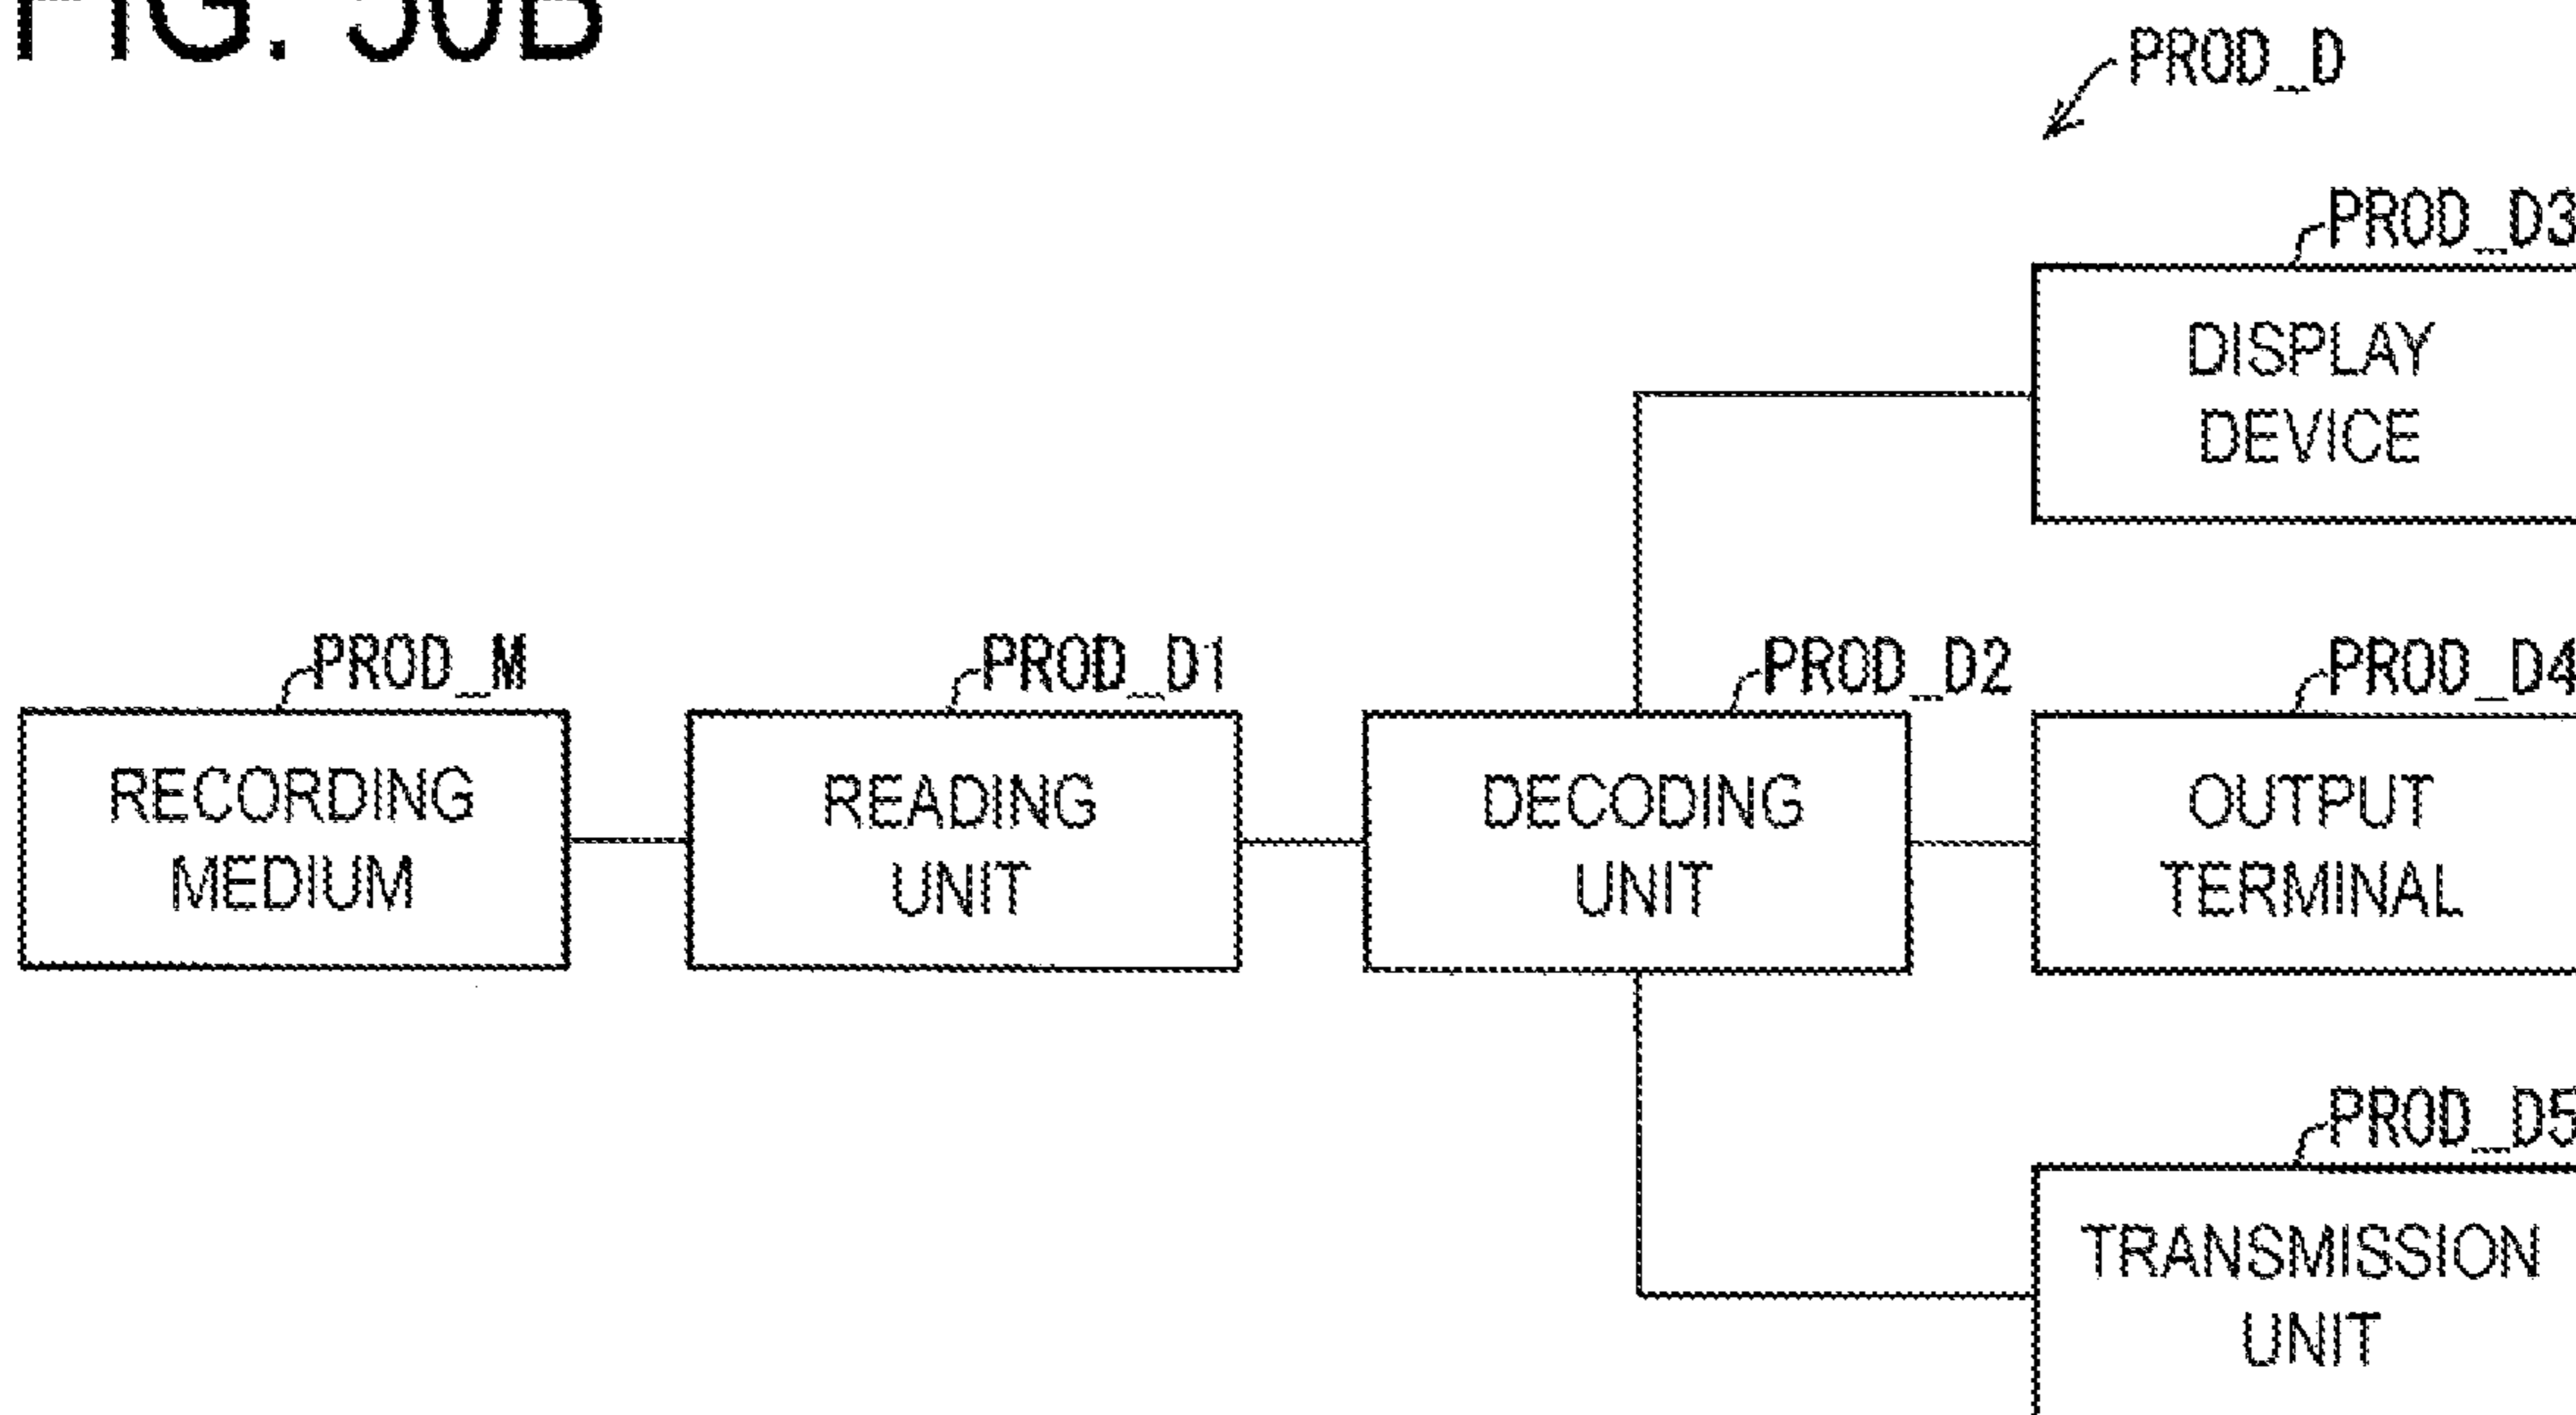 FIG.
PROD_D
PROD_D3
DISPLAY
DEVICE
PROD_M
RECORDING
MEDIUM
PROD_D1
READING
UNIT
PROD_D2
DECODING
UNIT
PROD_D4
OUTPUT
TERMINAL
PROD_D5
TRANSMISSION
UNIT